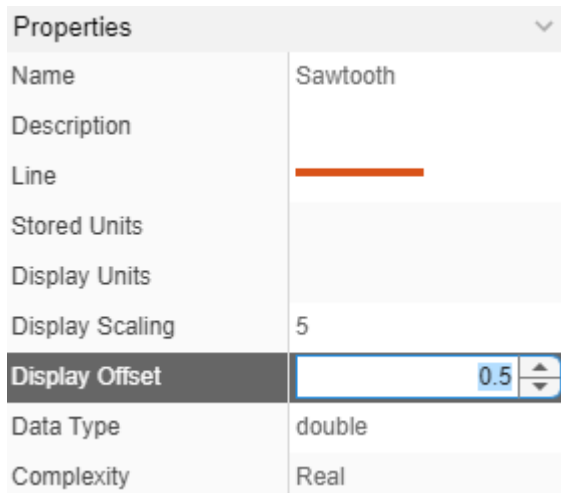 Properties
Name Sawtooth
Description
Line
Stored Units
Display Units
Display Scaling 5
Display Offset 0.5
Data Type double
Complexity Real